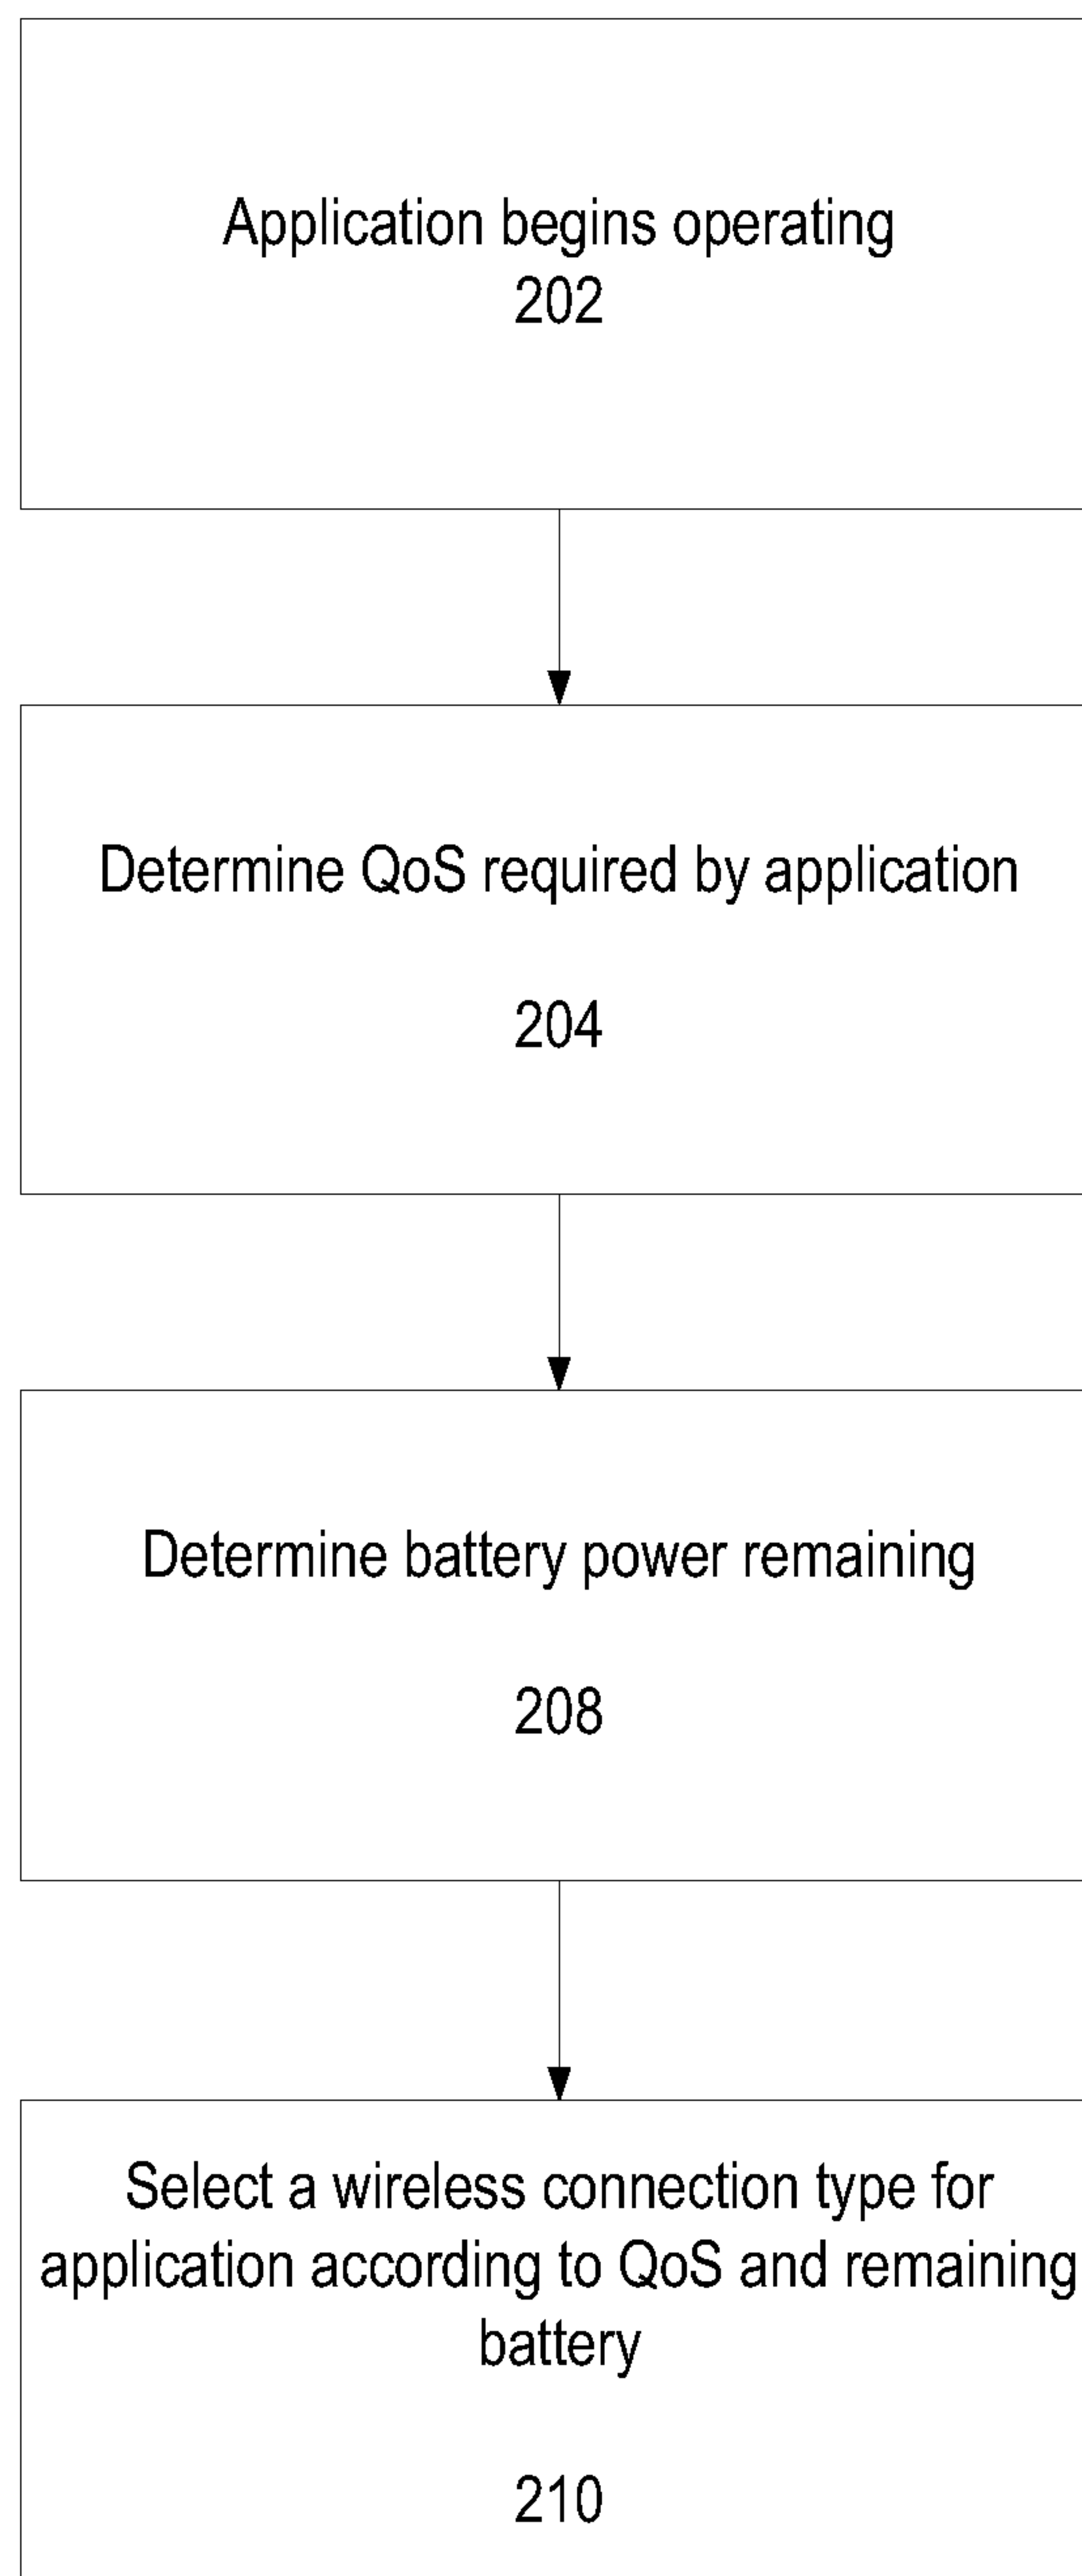 Application begins operating
202
Determine QoS required by application
204
Determine battery power remaining
208
Select a wireless connection type for
application according to QoS and remaining
battery
210